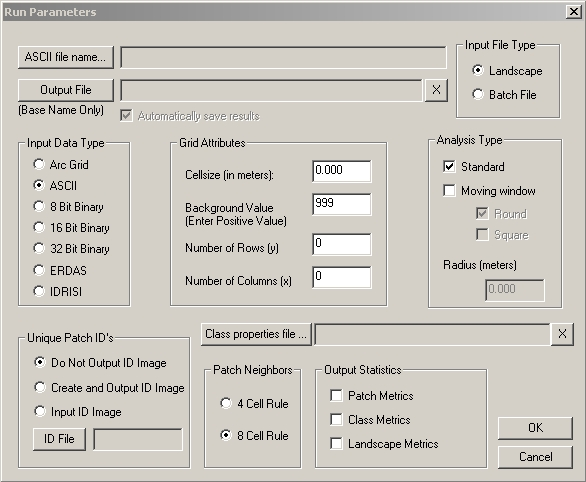 Run Parameters
ASCII file name...
Input File Type
Landscape
Batch File
Output File
X
(Base Name Only)
Automatically save results
Input Data Type
Arc Grid
ASCII
8 Bit Binary
16 Bit Binary
32 Bit Binary
ERDAS
IDRISI
Grid Attributes
Cellsize (in meters):
0.000
Background Value
(Enter Positive Value)
999
Number of Rows (y)
0
Number of Columns (x)
0
Analysis Type
Standard
Moving window
Round
Square
Radius (meters)
0.000
Class properties file ...
X
Unique Patch ID's
Do Not Output ID Image
Create and Output ID Image
Input ID Image
ID File
Patch Neighbors
4 Cell Rule
8 Cell Rule
Output Statistics
Patch Metrics
Class Metrics
Landscape Metrics
OK
Cancel